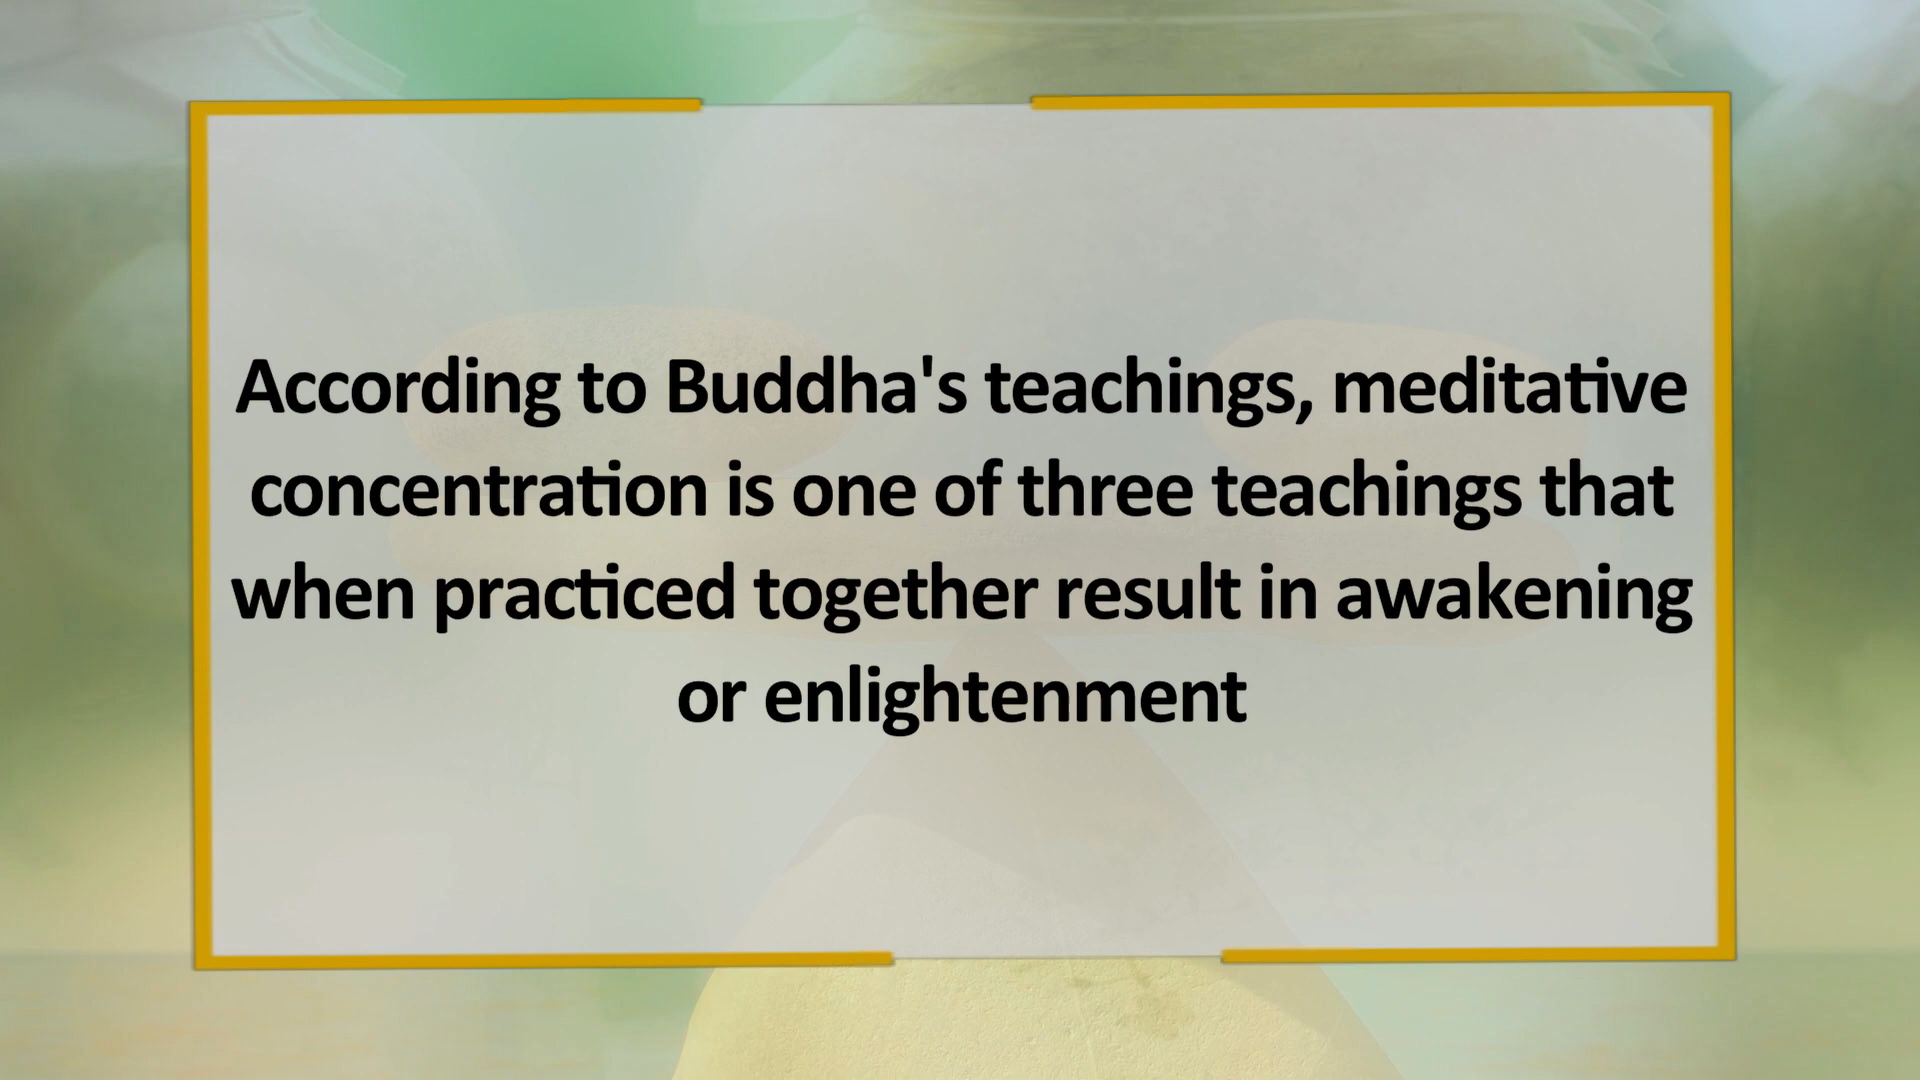 According to Buddha's teachings, meditative
concentration is one of three teachings that
when practiced together result in awakening
or enlightenment